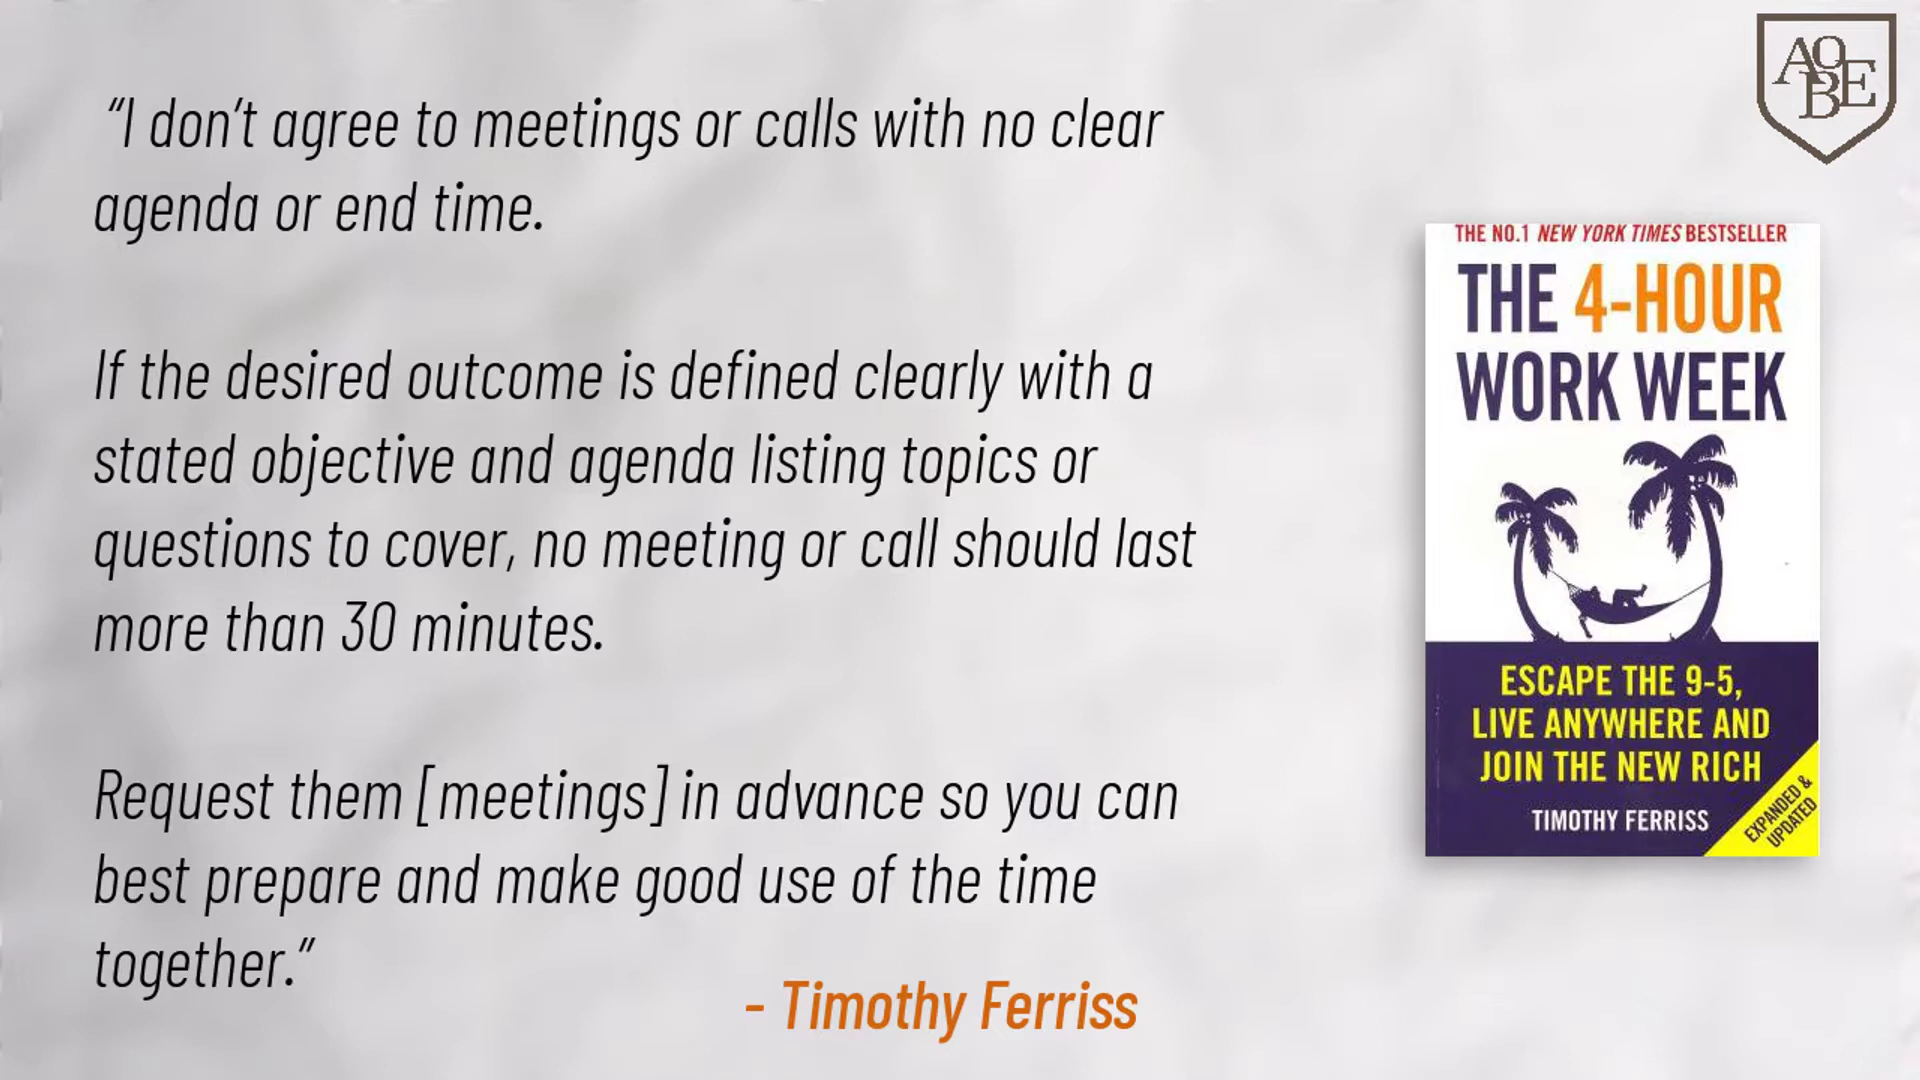 “I don’t agree to meetings or calls with no clear
agenda or end time.
If the desired outcome is defined clearly with a
stated objective and agenda listing topics or
questions to cover, no meeting or call should last
more than 30 minutes.
Request them [meetings] in advance so you can
best prepare and make good use of the time
together.”
- Timothy Ferriss
AOBE
THE NO.1 NEW YORK TIMES BESTSELLER
THE 4-HOUR
WORK WEEK
ESCAPE THE 9-5,
LIVE ANYWHERE AND
JOIN THE NEW RICH
TIMOTHY FERRISS
EXPANDED &
UPDATED